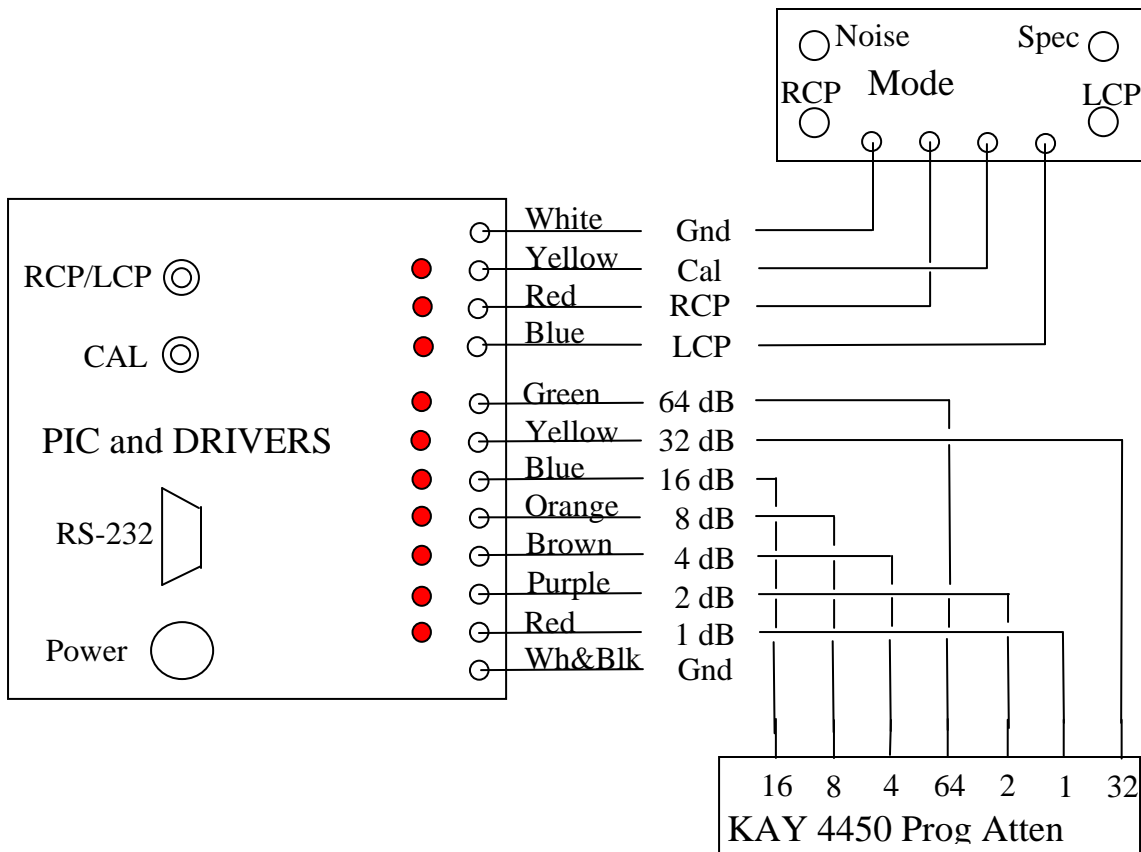 Noise Spec
RCP Mode LCP
White Gnd
RCP/LCP Yellow Cal
Red RCP
CAL Blue LCP
Green 64 dB
PIC and DRIVERS Yellow 32 dB
Blue 16 dB
RS-232 Orange 8 dB
Brown 4 dB
Purple 2 dB
Power Red 1 dB
Wh&Blk Gnd
16 8 4 64 2 1 32
KAY 4450 Prog Atten